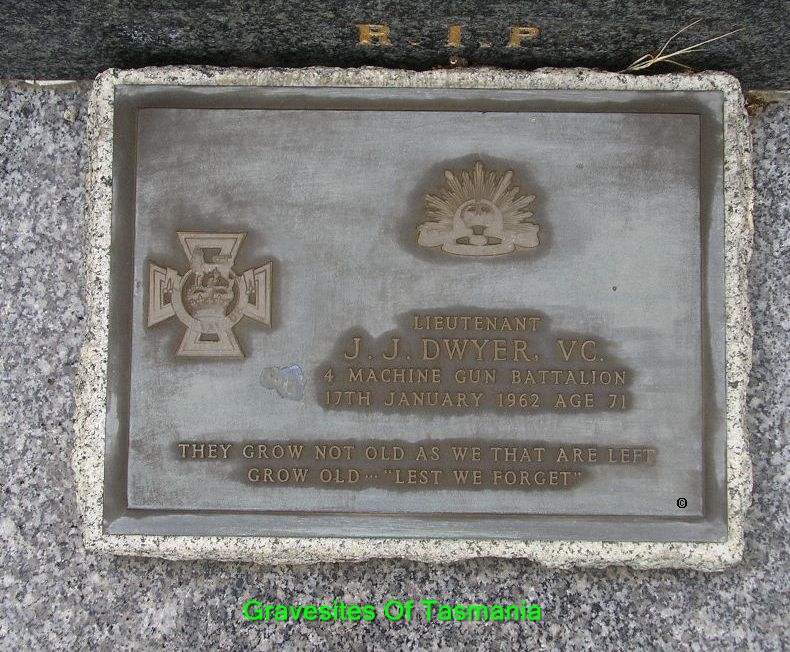 R.I.P
LIEUTENANT
J. J. DWYER, VC.
4 MACHINE GUN BATTALION
17TH JANUARY 1962 AGE 71
THEY GROW NOT OLD AS WE THAT ARE LEFT
GROW OLD ··· "LEST WE FORGET"
©
Gravesites Of Tasmania